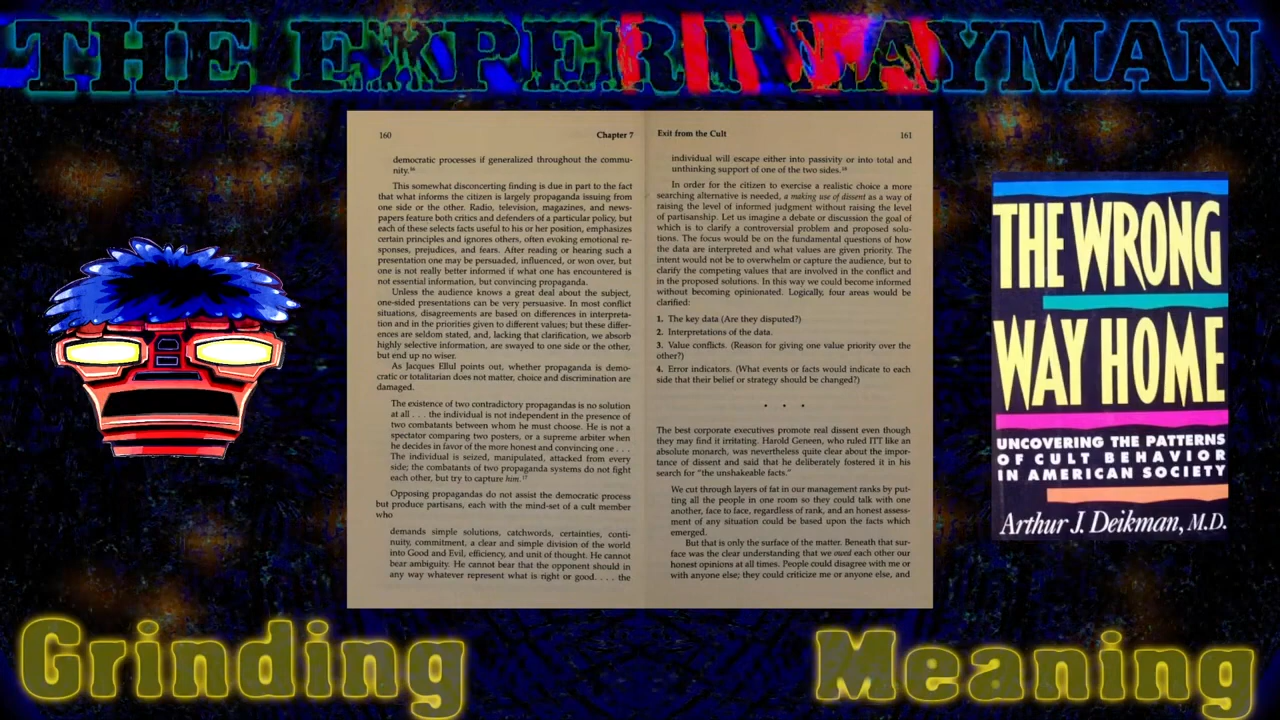 THE EXPERT LAYMAN
160
Chapter 7
democratic processes if generalized throughout the commu-
nity.16
This somewhat disconcerting finding is due in part to the fact
that what informs the citizen is largely propaganda issuing from
one side or the other. Radio, television, magazines, and news-
papers feature both critics and defenders of a particular policy, but
each of these selects facts useful to his or her position, emphasizes
certain principles and ignores others, often evoking emotional re-
sponses, prejudices, and fears. After reading or hearing such a
presentation one may be persuaded, influenced, or won over, but
one is not really better informed if what one has encountered is
not essential information, but convincing propaganda.
Unless the audience knows a great deal about the subject,
one-sided presentations can be very persuasive. In most conflict
situations, disagreements are based on differences in interpreta-
tion and in the priorities given to different values; but these differ-
ences are seldom stated, and, lacking that clarification, we absorb
highly selective information, are swayed to one side or the other,
but end up no wiser.
As Jacques Ellul points out, whether propaganda is demo-
cratic or totalitarian does not matter, choice and discrimination are
damaged.
The existence of two contradictory propagandas is no solution
at all . . . the individual is not independent in the presence of
two combatants between whom he must choose. He is not a
spectator comparing two posters, or a supreme arbiter when
he decides in favor of the more honest and convincing one . . . .
The individual is seized, manipulated, attacked from every
side; the combatants of two propaganda systems do not fight
each other, but try to capture him.17
Opposing propagandas do not assist the democratic process
but produce partisans, each with the mind-set of a cult member
who
demands simple solutions, catchwords, certainties, conti-
nuity, commitment, a clear and simple division of the world
into Good and Evil, efficiency, and unit of thought. He cannot
bear ambiguity. He cannot bear that the opponent should in
any way whatever represent what is right or good. . . . the
Exit from the Cult
161
individual will escape either into passivity or into total and
unthinking support of one of the two sides.18
In order for the citizen to exercise a realistic choice a more
searching alternative is needed, a making use of dissent as a way of
raising the level of informed judgment without raising the level
of partisanship. Let us imagine a debate or discussion the goal of
which is to clarify a controversial problem and proposed solu-
tions. The focus would be on the fundamental questions of how
the data are interpreted and what values are given priority. The
intent would not be to overwhelm or capture the audience, but to
clarify the competing values that are involved in the conflict and
in the proposed solutions. In this way we could become informed
without becoming opinionated. Logically, four areas would be
clarified:
1. The key data (Are they disputed?)
2. Interpretations of the data.
3. Value conflicts. (Reason for giving one value priority over the
other?)
4. Error indicators. (What events or facts would indicate to each
side that their belief or strategy should be changed?)
• • •
The best corporate executives promote real dissent even though
they may find it irritating. Harold Geneen, who ruled ITT like an
absolute monarch, was nevertheless quite clear about the impor-
tance of dissent and said that he deliberately fostered it in his
search for "the unshakeable facts."
We cut through layers of fat in our management ranks by put-
ting all the people in one room so they could talk with one
another, face to face, regardless of rank, and an honest assess-
ment of any situation could be based upon the facts which
emerged.
But that is only the surface of the matter. Beneath that sur-
face was the clear understanding that we owed each other our
honest opinions at all times. People could disagree with me or
with anyone else; they could criticize me or anyone else, and
THE WRONG
WAY HOME
UNCOVERING THE PATTERNS
OF CULT BEHAVIOR
IN AMERICAN SOCIETY
Arthur J. Deikman, M.D.
Grinding
Meaning